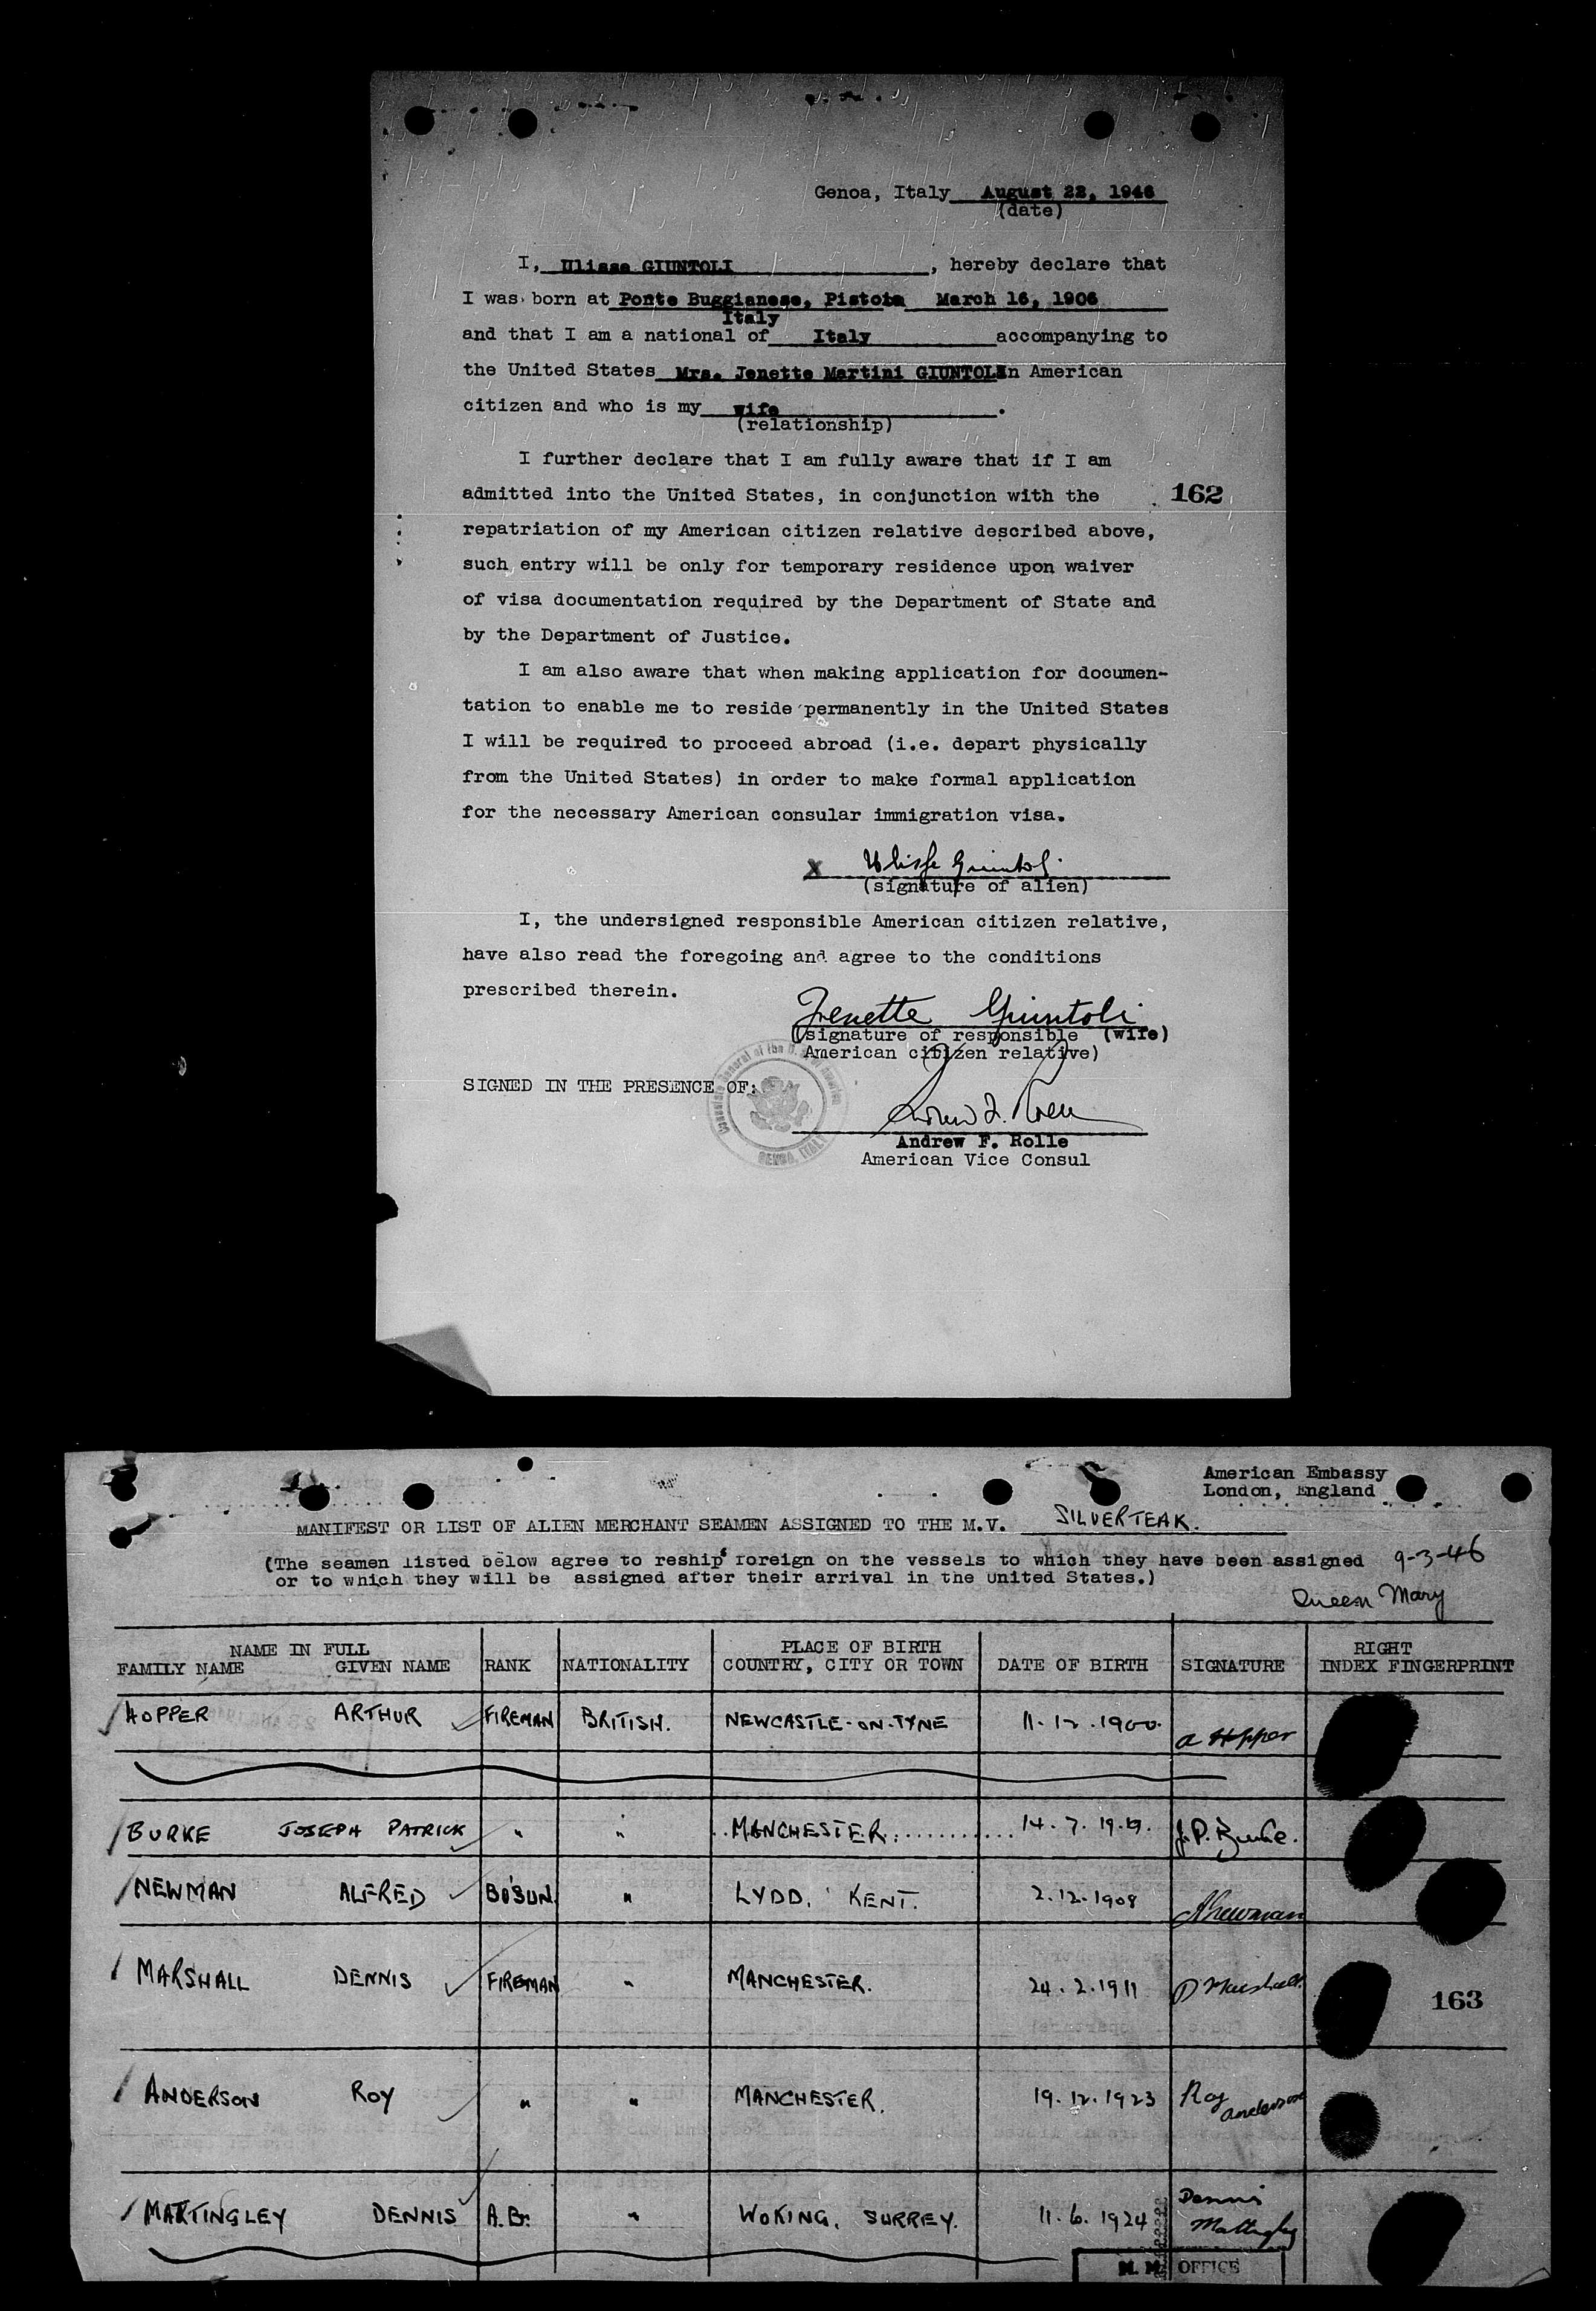 Genoa, Italy August 22, 1946
(date)
I, Ulisse GIUNTOLI, hereby declare that
I was born at Ponte Buggianese, Pistoia March 16, 1906
Italy
and that I am a national of Italy accompanying to
the United States Mrs. Jenette Martini GIUNTOLI an American
citizen and who is my wife.
(relationship)
I further declare that I am fully aware that if I am
admitted into the United States, in conjunction with the
162
repatriation of my American citizen relative described above,
such entry will be only for temporary residence upon waiver
of visa documentation required by the Department of State and
by the Department of Justice.
I am also aware that when making application for documen-
tation to enable me to reside permanently in the United States
I will be required to proceed abroad (i.e. depart physically
from the United States) in order to make formal application
for the necessary American consular immigration visa.
X Ulisse Giuntoli
(signature of alien)
I, the undersigned responsible American citizen relative,
have also read the foregoing and agree to the conditions
prescribed therein.
Jenette Giuntoli
(signature of responsible (wife)
American citizen relative)
SIGNED IN THE PRESENCE OF:
Andrew F. Rolle
American Vice Consul
GENOA, ITALY
American Embassy
London, England
MANIFEST OR LIST OF ALIEN MERCHANT SEAMEN ASSIGNED TO THE M.V. SILVERTEAK.
(The seamen listed below agree to reship foreign on the vessels to which they have been assigned 9-3-46
or to which they will be assigned after their arrival in the United States.)
Queen Mary
NAME IN FULL PLACE OF BIRTH RIGHT
FAMILY NAME GIVEN NAME RANK NATIONALITY COUNTRY, CITY OR TOWN DATE OF BIRTH SIGNATURE INDEX FINGERPRINT
HOPPER ARTHUR FIREMAN BRITISH. NEWCASTLE-ON-TYNE 11.12.1900. A Hopper
BURKE JOSEPH PATRICK " " MANCHESTER 14.7.19.19. J.P. Burke.
NEWMAN ALFRED BO'SUN. " LYDD, KENT. 2.12.1908 A Newman
MARSHALL DENNIS FIREMAN " MANCHESTER. 24.2.1911 D Marshall
163
ANDERSON ROY " " MANCHESTER. 19.12.1923 Roy Anderson
MATTINGLEY DENNIS A.B. " WOKING, SURREY. 11.6.1924 Dennis Mattingley
M. M. OFFICE